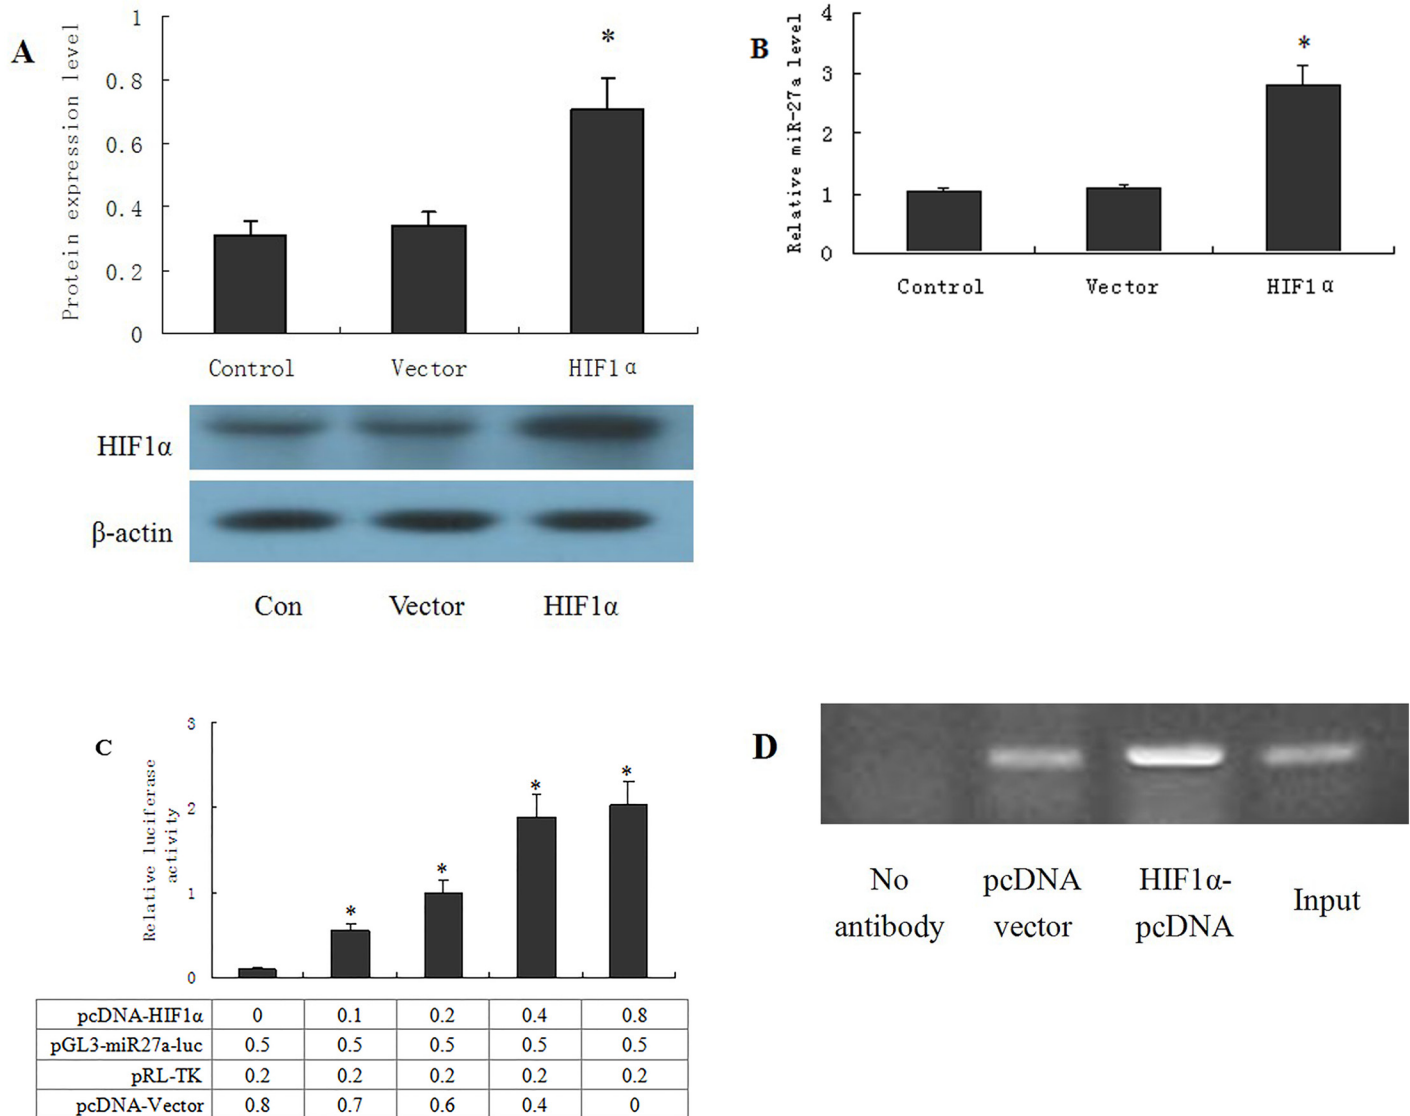 A
Protein expression level
1
0.8
0.6
0.4
0.2
0
*
Control Vector HIF1α
HIF1α
β-actin
Con Vector HIF1α
B
Relative miR-27a level
4
3
2
1
0
*
Control Vector HIF1α
C
Relative luciferase
activity
3
2
1
0
* * * *
pcDNA-HIF1α 0 0.1 0.2 0.4 0.8
pGL3-miR27a-luc 0.5 0.5 0.5 0.5 0.5
pRL-TK 0.2 0.2 0.2 0.2 0.2
pcDNA-Vector 0.8 0.7 0.6 0.4 0
D
No
antibody
pcDNA
vector
HIF1α-
pcDNA
Input